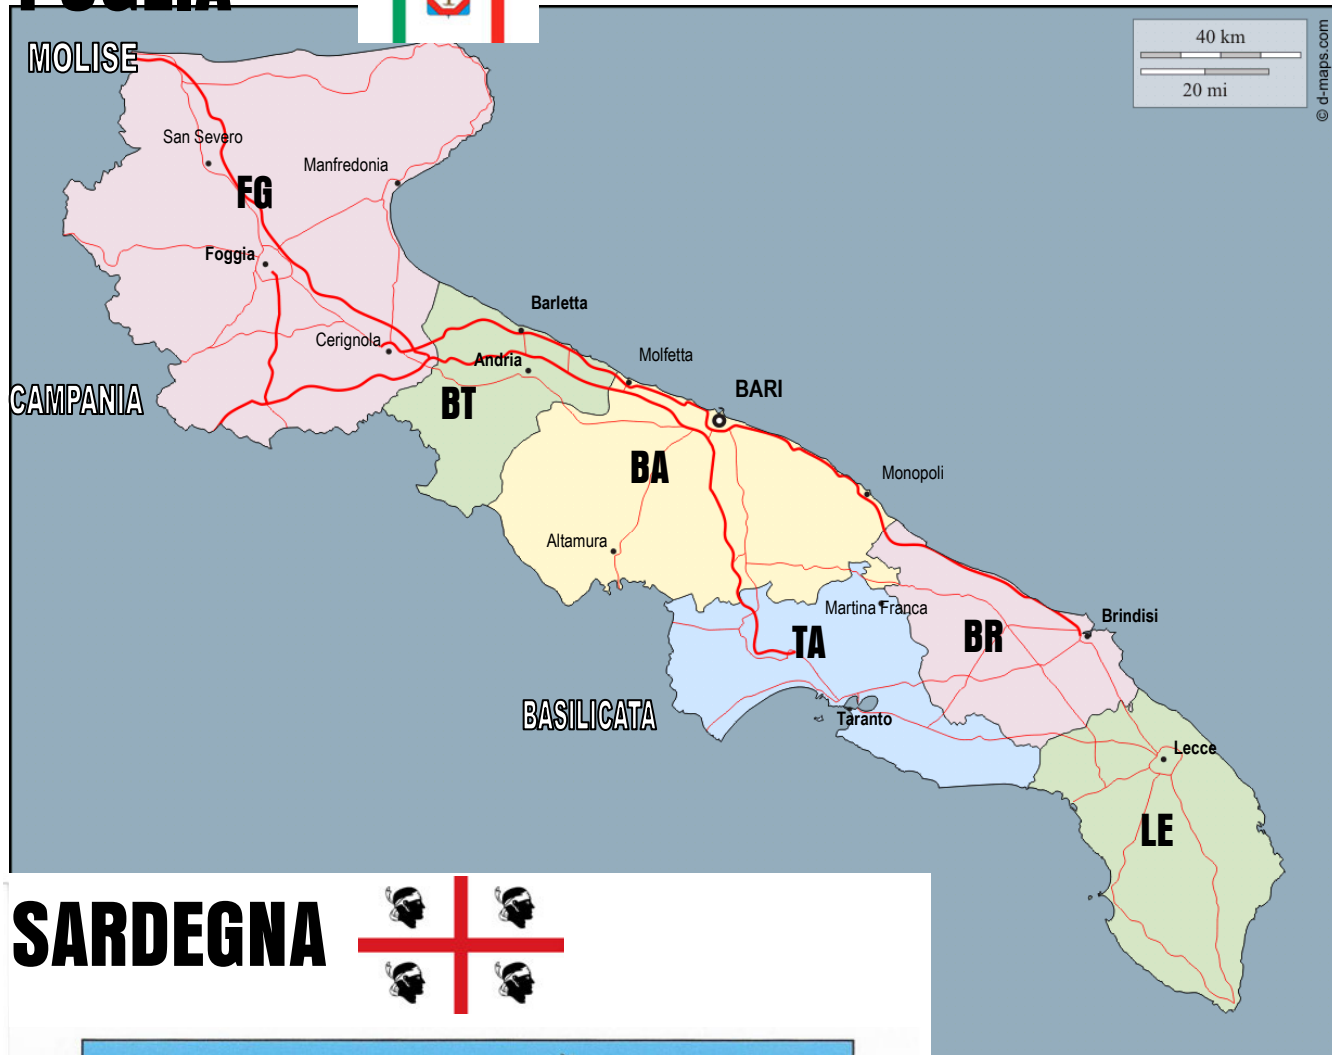 PUGLIA
MOLISE
40 km
20 mi
© d-maps.com
San Severo
Manfredonia
FG
Foggia
Barletta
Cerignola
Molfetta
Andria
CAMPANIA
BT
BARI
BA
Monopoli
Altamura
Martina Franca
Brindisi
TA
BR
BASILICATA
Taranto
Lecce
LE
SARDEGNA